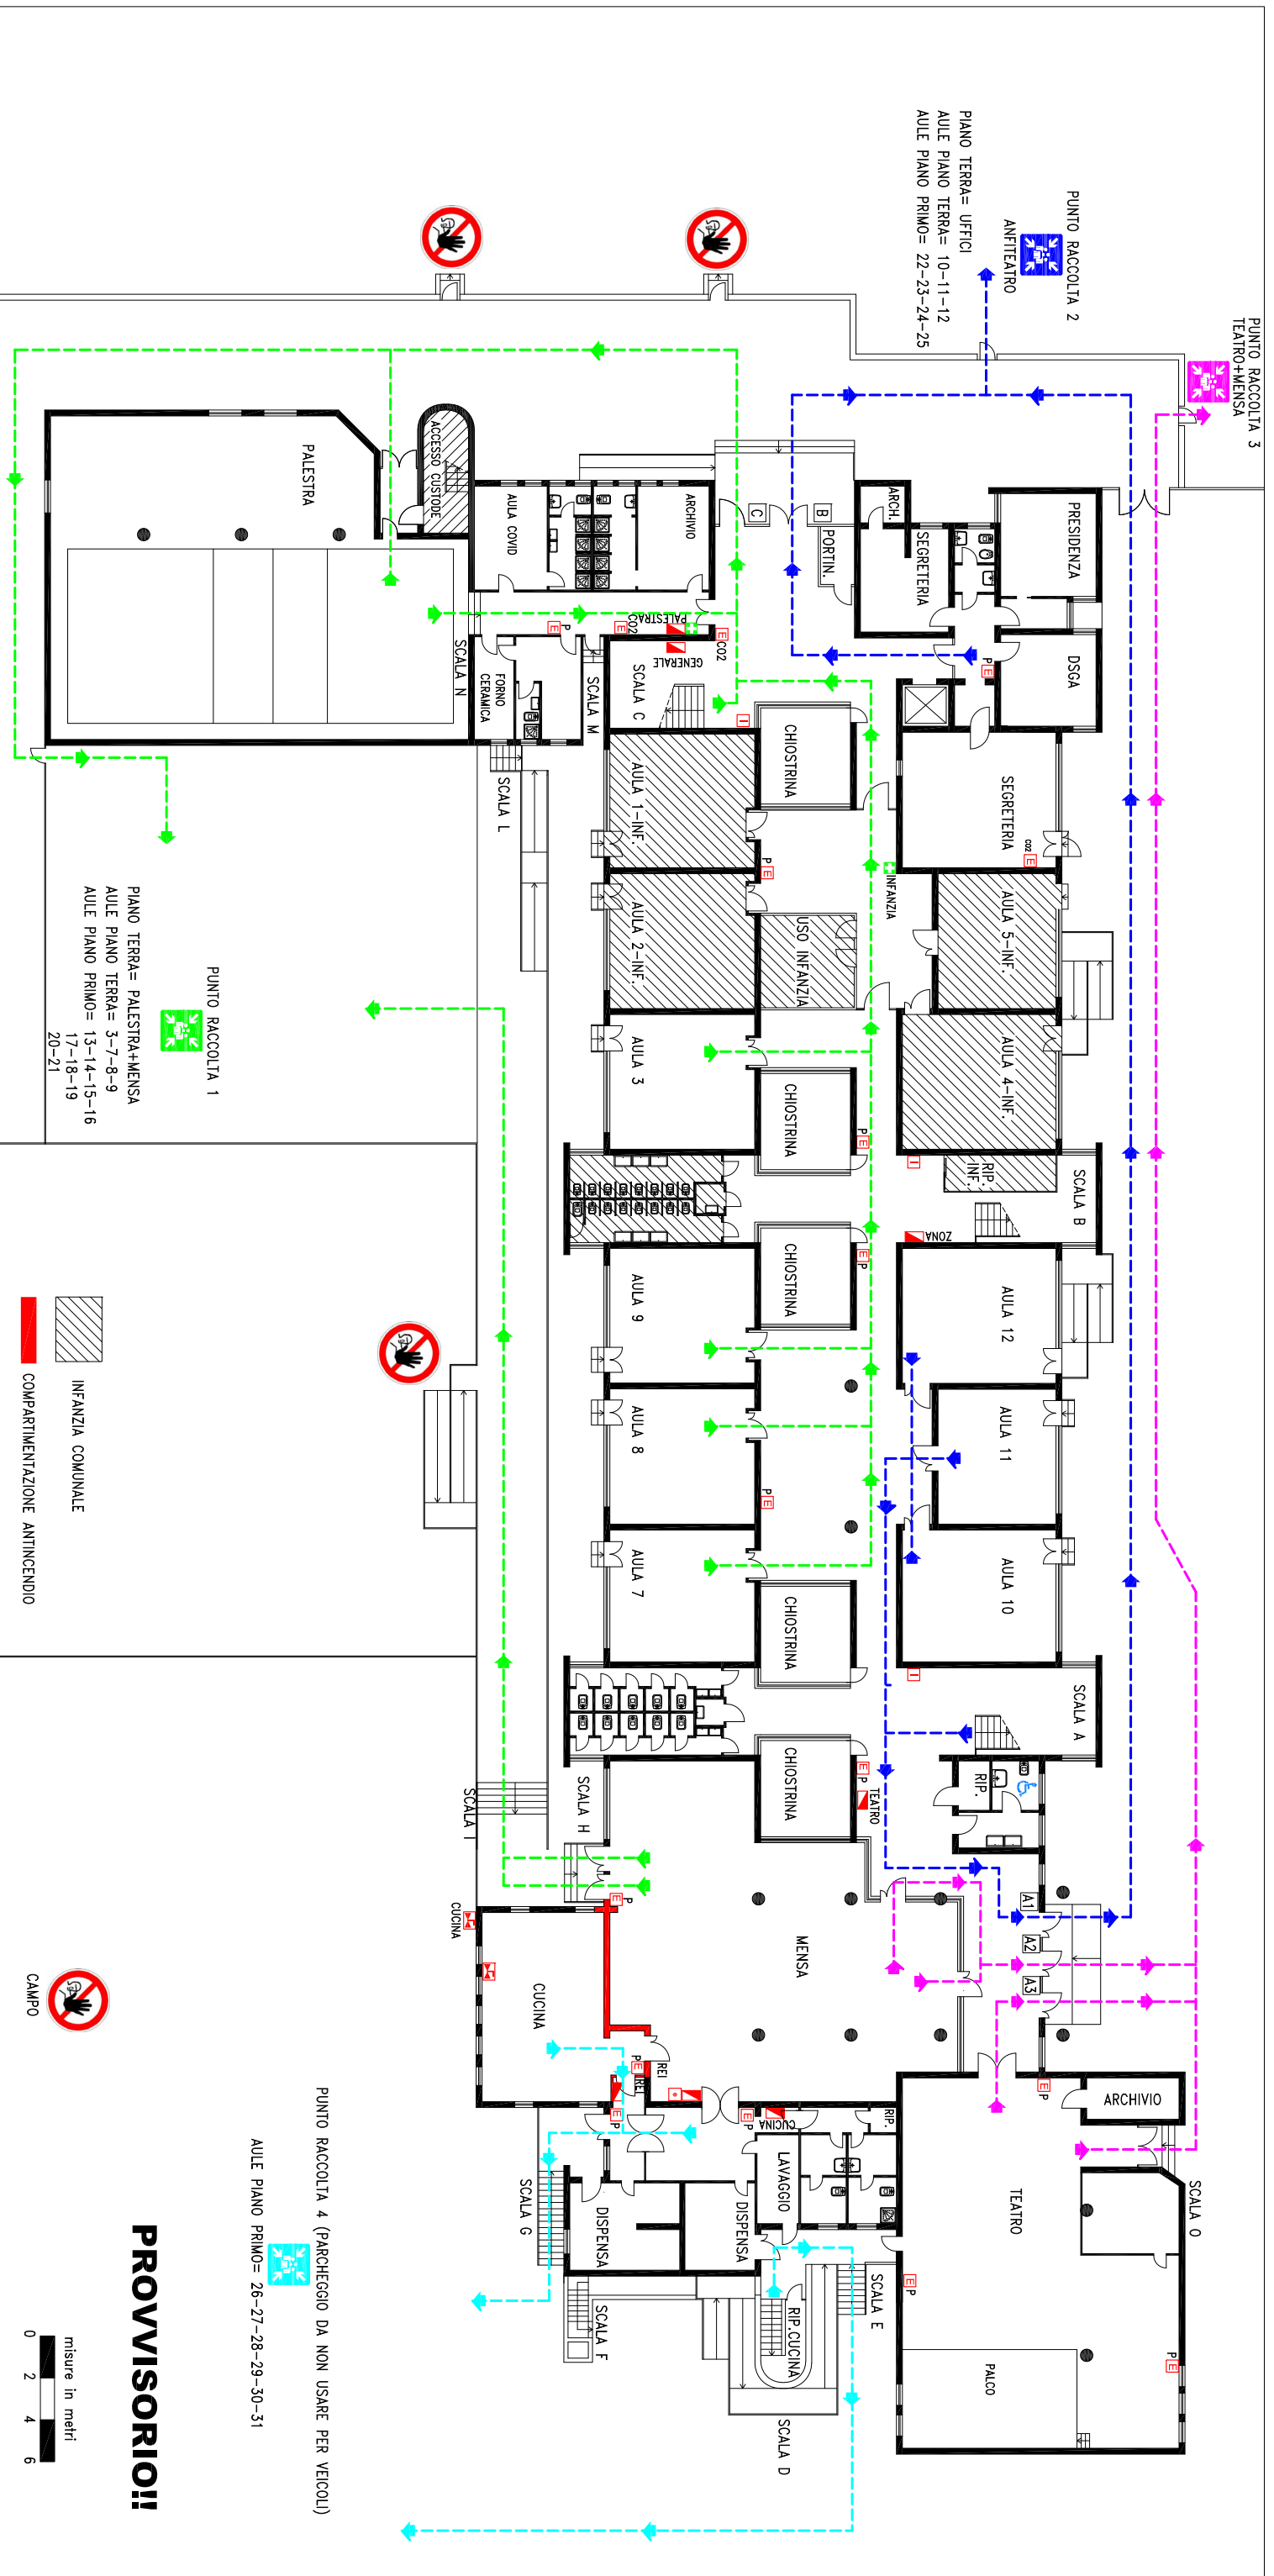 PUNTO RACCOLTA 3
TEATRO+MENSA
PUNTO RACCOLTA 2
ANFITEATRO
PIANO TERRA= UFFICI
AULE PIANO TERRA= 10-11-12
AULE PIANO PRIMO= 22-23-24-25
PRESIDENZA
DSGA
ARCH.
SEGRETERIA
PORTIN.
B
C
P E
SEGRETERIA
CO2
E
AULA 5-INF.
AULA 4-INF.
RIP.
INF.
SCALA B
I
ZONA
AULA 12
AULA 11
AULA 10
SCALA A
I
RIP.
A1
A2
A3
E P
ARCHIVIO
SCALA O
TEATRO
E P
P E
PALCO
INFANZIA
CHIOSTRINA
USO INFANZIA
P E
CHIOSTRINA
P E
CHIOSTRINA
E P
P E
CHIOSTRINA
CHIOSTRINA
E P
TEATRO
MENSA
ARCHIVIO
AULA COVID
ACCESSO CUSTODE
PALESTRA
PALESTRA
CO2
E
E
CO2
E P
GENERALE
SCALA C
I
SCALA M
SCALA N
FORNO
CERAMICA
SCALA L
AULA 1-INF.
AULA 2-INF.
AULA 3
AULA 9
AULA 8
AULA 7
SCALA H
SCALA I
E P
CUCINA
CUCINA
REI
P E
REI
E P
E P
CUCINA
RIP.
LAVAGGIO
DISPENSA
DISPENSA
SCALA G
SCALA F
SCALA E
RIP.CUCINA
SCALA D
PUNTO RACCOLTA 1
PIANO TERRA= PALESTRA+MENSA
AULE PIANO TERRA= 3-7-8-9
AULE PIANO PRIMO= 13-14-15-16
17-18-19
20-21
INFANZIA COMUNALE
COMPARTIMENTAZIONE ANTINCENDIO
CAMPO
PUNTO RACCOLTA 4 (PARCHEGGIO DA NON USARE PER VEICOLI)
AULE PIANO PRIMO= 26-27-28-29-30-31
PROVVISORIO!!
misure in metri
0 2 4 6